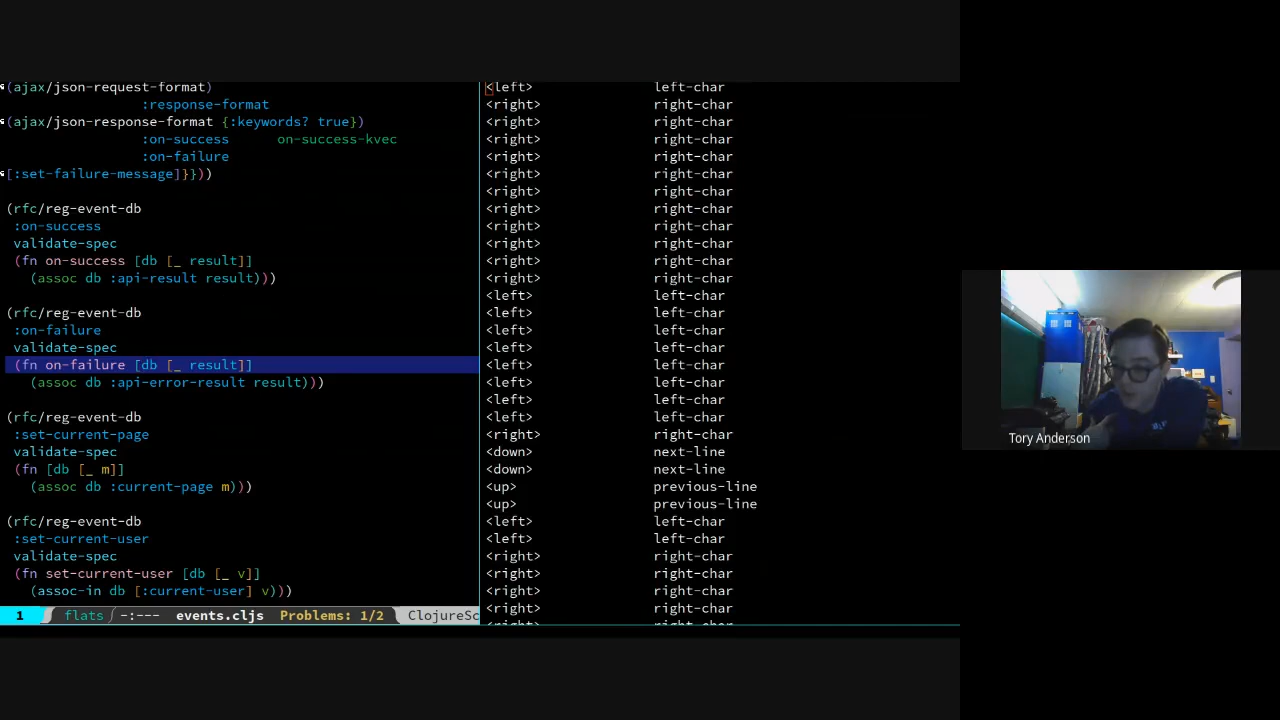 (ajax/json-request-format)
:response-format
(ajax/json-response-format {:keywords? true})
:on-success on-success-kvec
:on-failure
[:set-failure-message]}}))
(rfc/reg-event-db
:on-success
validate-spec
(fn on-success [db [_ result]]
(assoc db :api-result result)))
(rfc/reg-event-db
:on-failure
validate-spec
(fn on-failure [db [_ result]]
(assoc db :api-error-result result)))
(rfc/reg-event-db
:set-current-page
validate-spec
(fn [db [_ m]]
(assoc db :current-page m)))
(rfc/reg-event-db
:set-current-user
validate-spec
(fn set-current-user [db [_ v]]
(assoc-in db [:current-user] v)))
1 flats -:--- events.cljs Problems: 1/2 ClojureSc
<left> left-char
<right> right-char
<right> right-char
<right> right-char
<right> right-char
<right> right-char
<right> right-char
<right> right-char
<right> right-char
<right> right-char
<right> right-char
<right> right-char
<left> left-char
<left> left-char
<left> left-char
<left> left-char
<left> left-char
<left> left-char
<left> left-char
<left> left-char
<right> right-char
<down> next-line
<down> next-line
<up> previous-line
<up> previous-line
<left> left-char
<left> left-char
<right> right-char
<right> right-char
<right> right-char
<right> right-char
<right> right-char
Tory Anderson